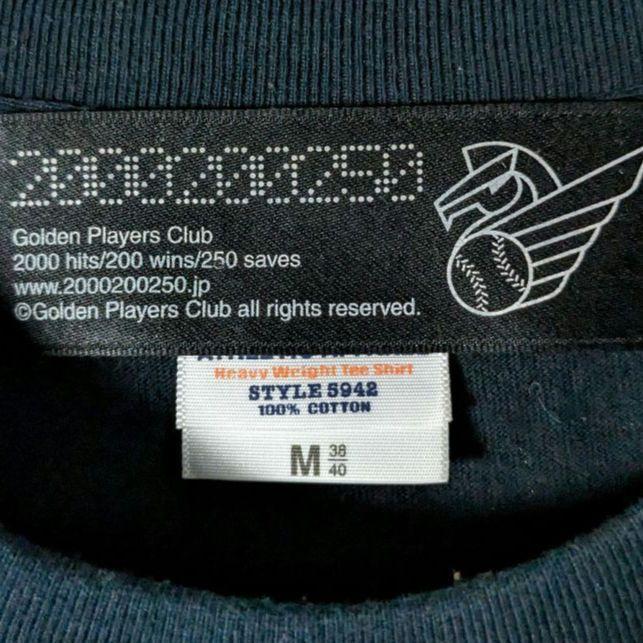 2000200250
Golden Players Club
2000 hits/200 wins/250 saves
www.2000200250.jp
©Golden Players Club all rights reserved.
Heavy Weight Tee Shirt
STYLE 5942
100% COTTON
M 38
40